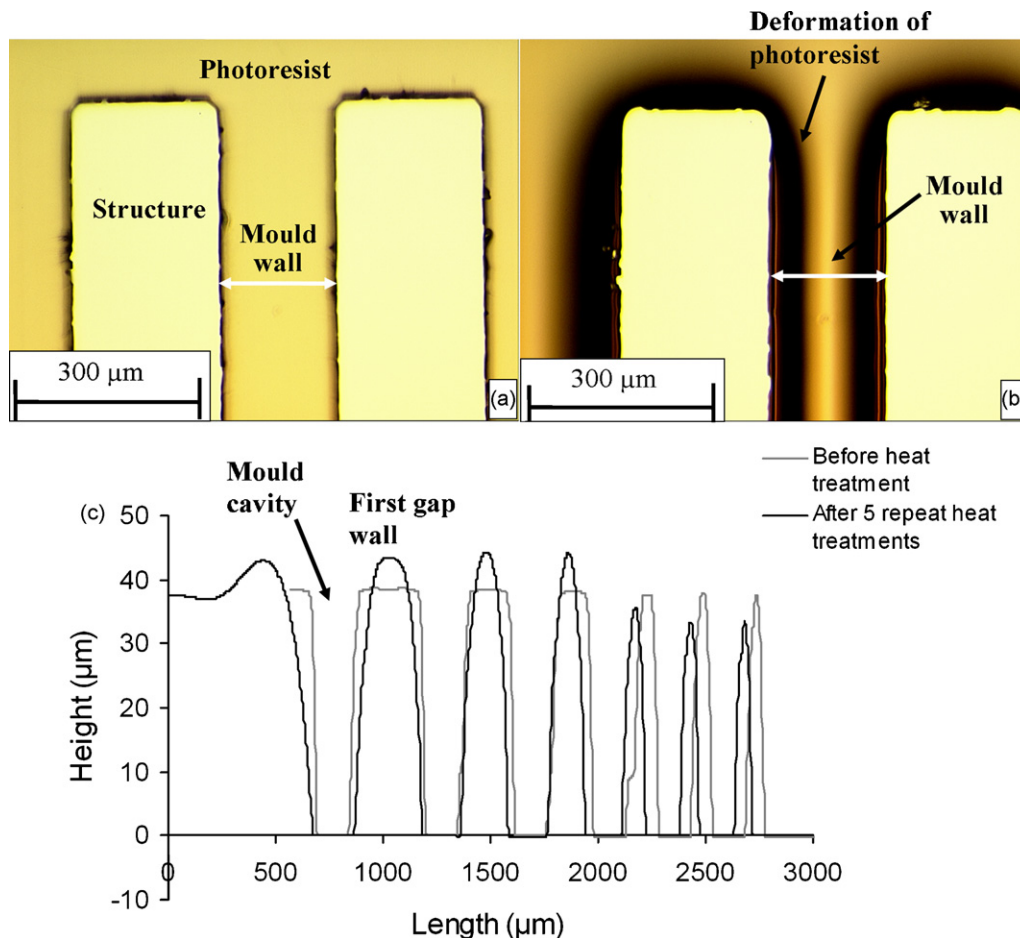 Photoresist
Structure
Mould
wall
300 µm
(a)
Deformation of
photoresist
Mould
wall
300 µm
(b)
Before heat
treatment
After 5 repeat heat
treatments
(c)
Mould
cavity
First gap
wall
50
40
30
20
10
0
-10
Height (µm)
0
500
1000
1500
2000
2500
3000
Length (µm)